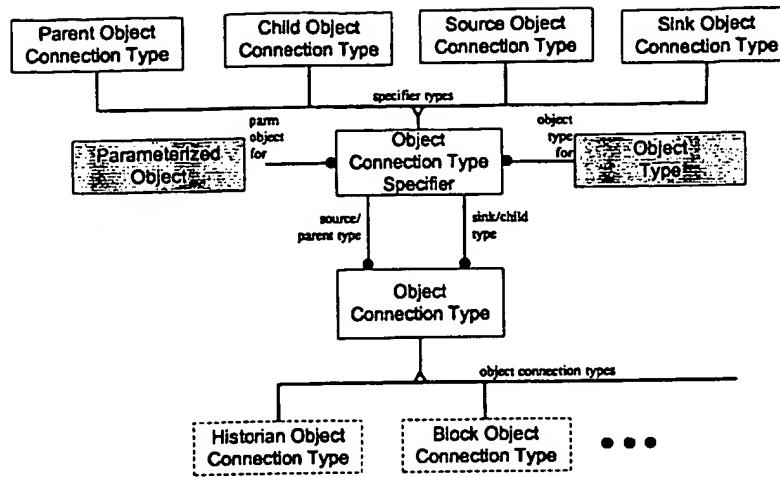 Parent Object
Connection Type
Child Object
Connection Type
Source Object
Connection Type
Sink Object
Connection Type
specifier types
parm
object
for
object
type
for
Parameterized
Object
Object
Connection Type
Specifier
Object
Type
source/
parent type
sink/child
type
Object
Connection Type
object connection types
Historian Object
Connection Type
Block Object
Connection Type